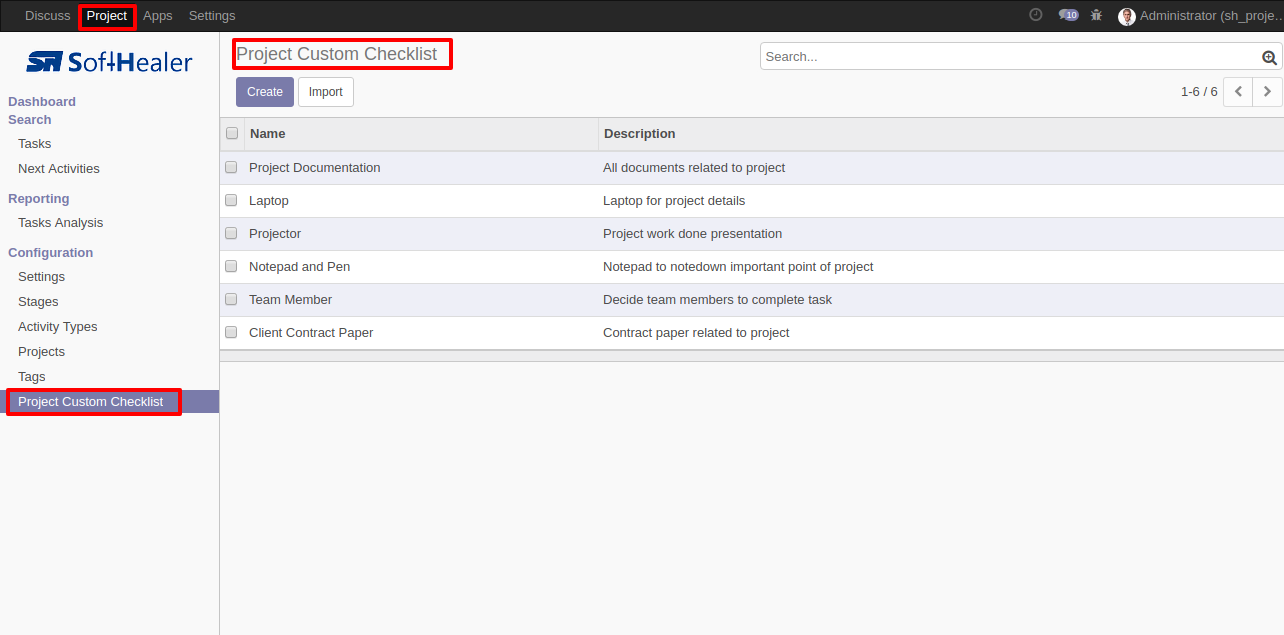 Discuss Project Apps Settings 10 Administrator (sh_proje...
SH SoftHealer
Dashboard
Search
Tasks
Next Activities
Reporting
Tasks Analysis
Configuration
Settings
Stages
Activity Types
Projects
Tags
Project Custom Checklist
Project Custom Checklist
Search...
Create Import 1-6 / 6
Name Description
Project Documentation All documents related to project
Laptop Laptop for project details
Projector Project work done presentation
Notepad and Pen Notepad to notedown important point of project
Team Member Decide team members to complete task
Client Contract Paper Contract paper related to project